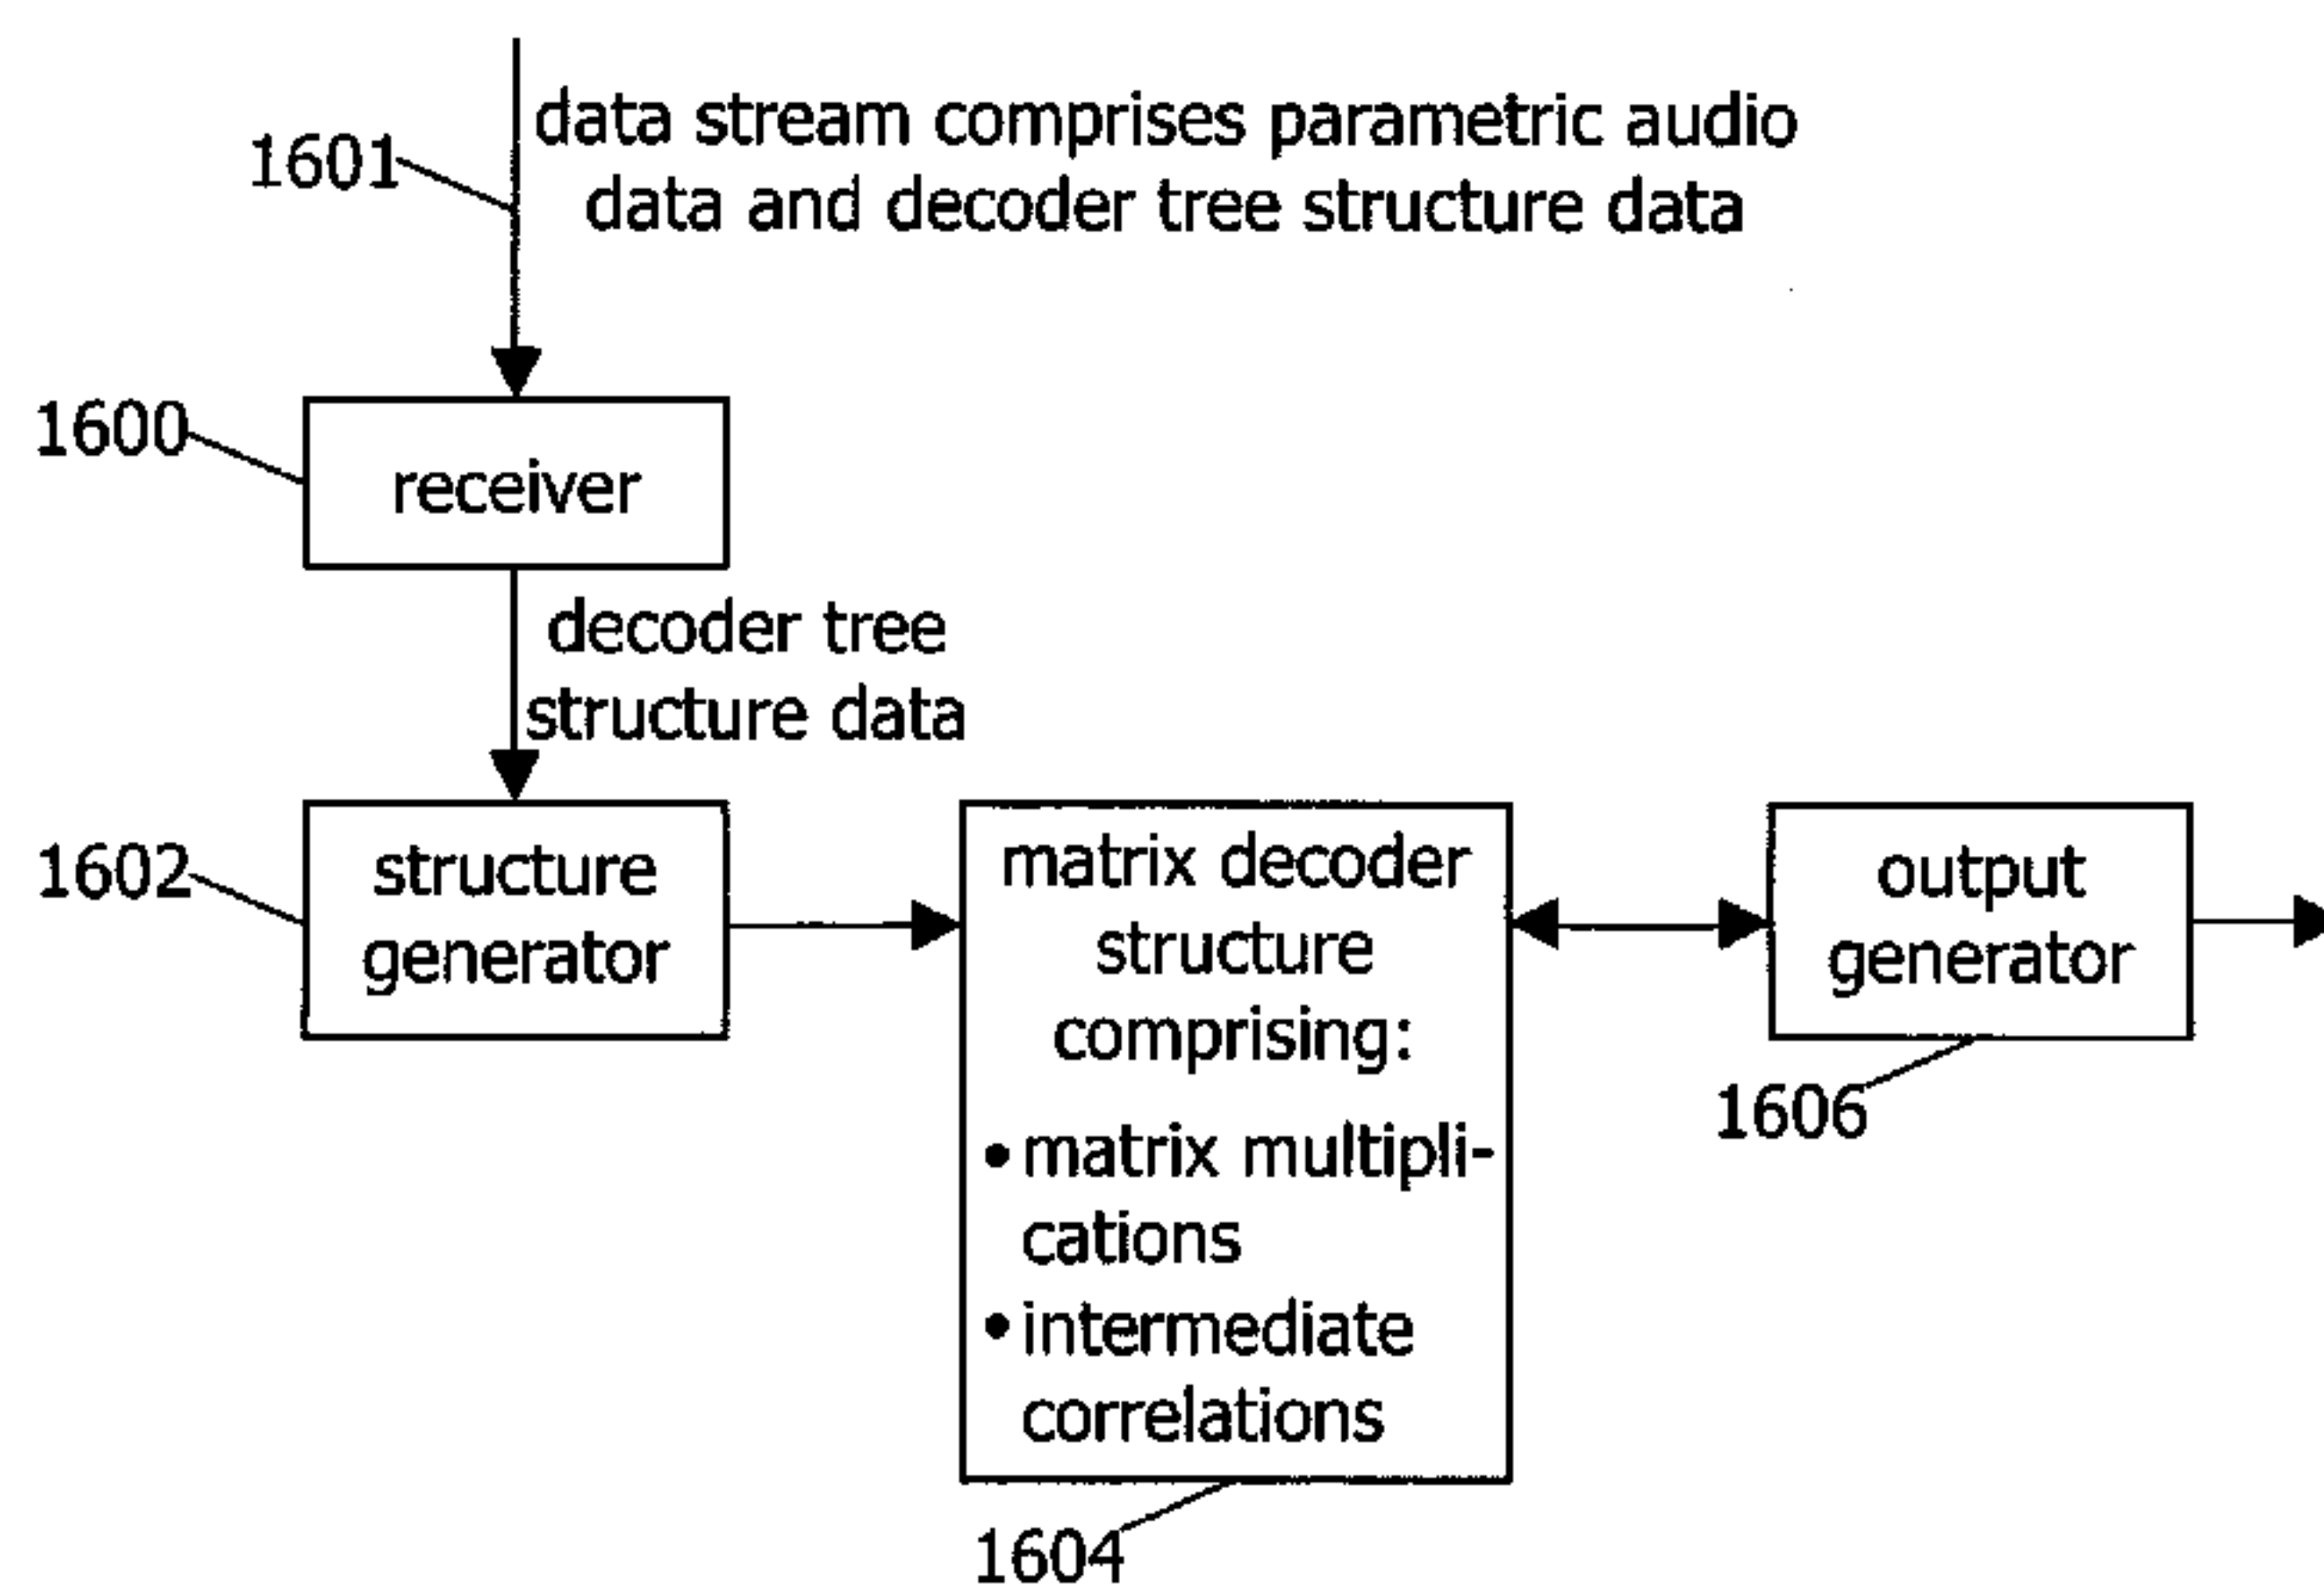 data stream comprises parametric audio
data and decoder tree structure data
1601
1600
receiver
decoder tree
structure data
1602
structure
generator
matrix decoder
structure
comprising:
• matrix multipli-
cations
• intermediate
correlations
1604
output
generator
1606